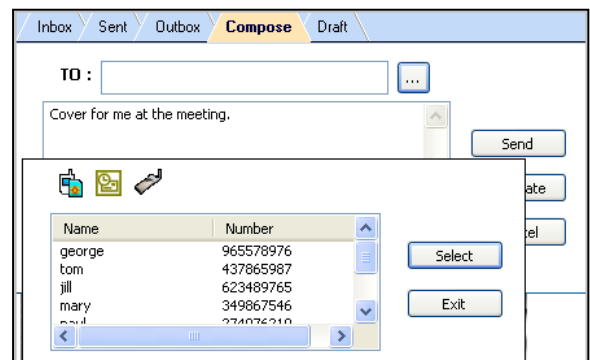 Inbox Sent Outbox Compose Draft
TO :
...
Cover for me at the meeting.
Send
Name Number
george 965578976
tom 437865987
jill 623489765
mary 349867546
Select
Exit